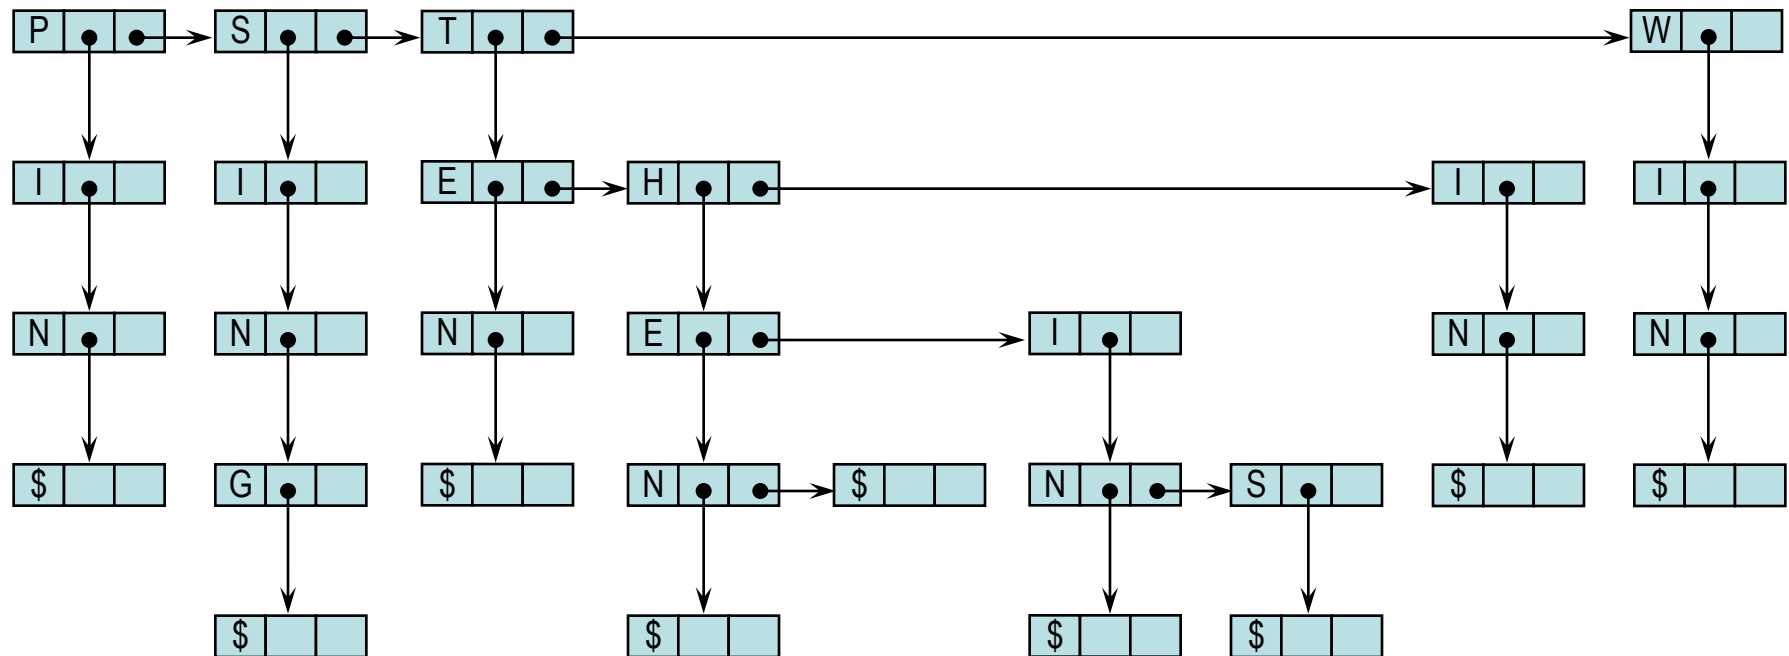 P S T W
I I E H I I
N N N E I N N
$ G $ N $ N S $ $
$ $ $ $